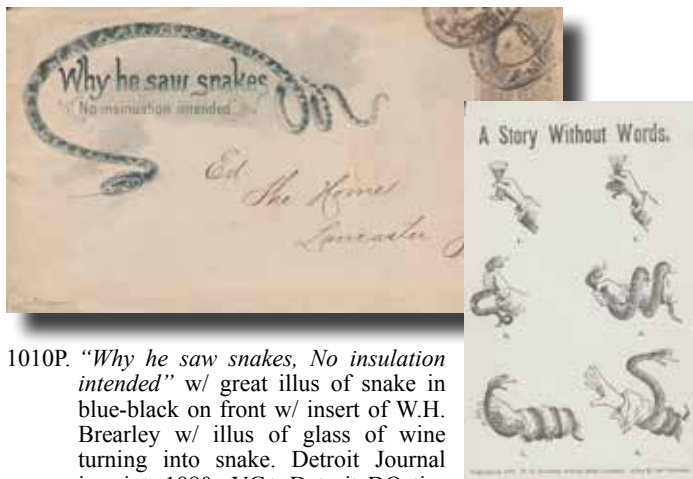 Why he saw snakes
No insinuation intended
Ed
The Home
Lancaster
A Story Without Words.
1010P. “Why he saw snakes, No insulation
intended” w/ great illus of snake in
blue-black on front w/ insert of W.H.
Brearley w/ illus of glass of wine
turning into snake. Detroit Journal